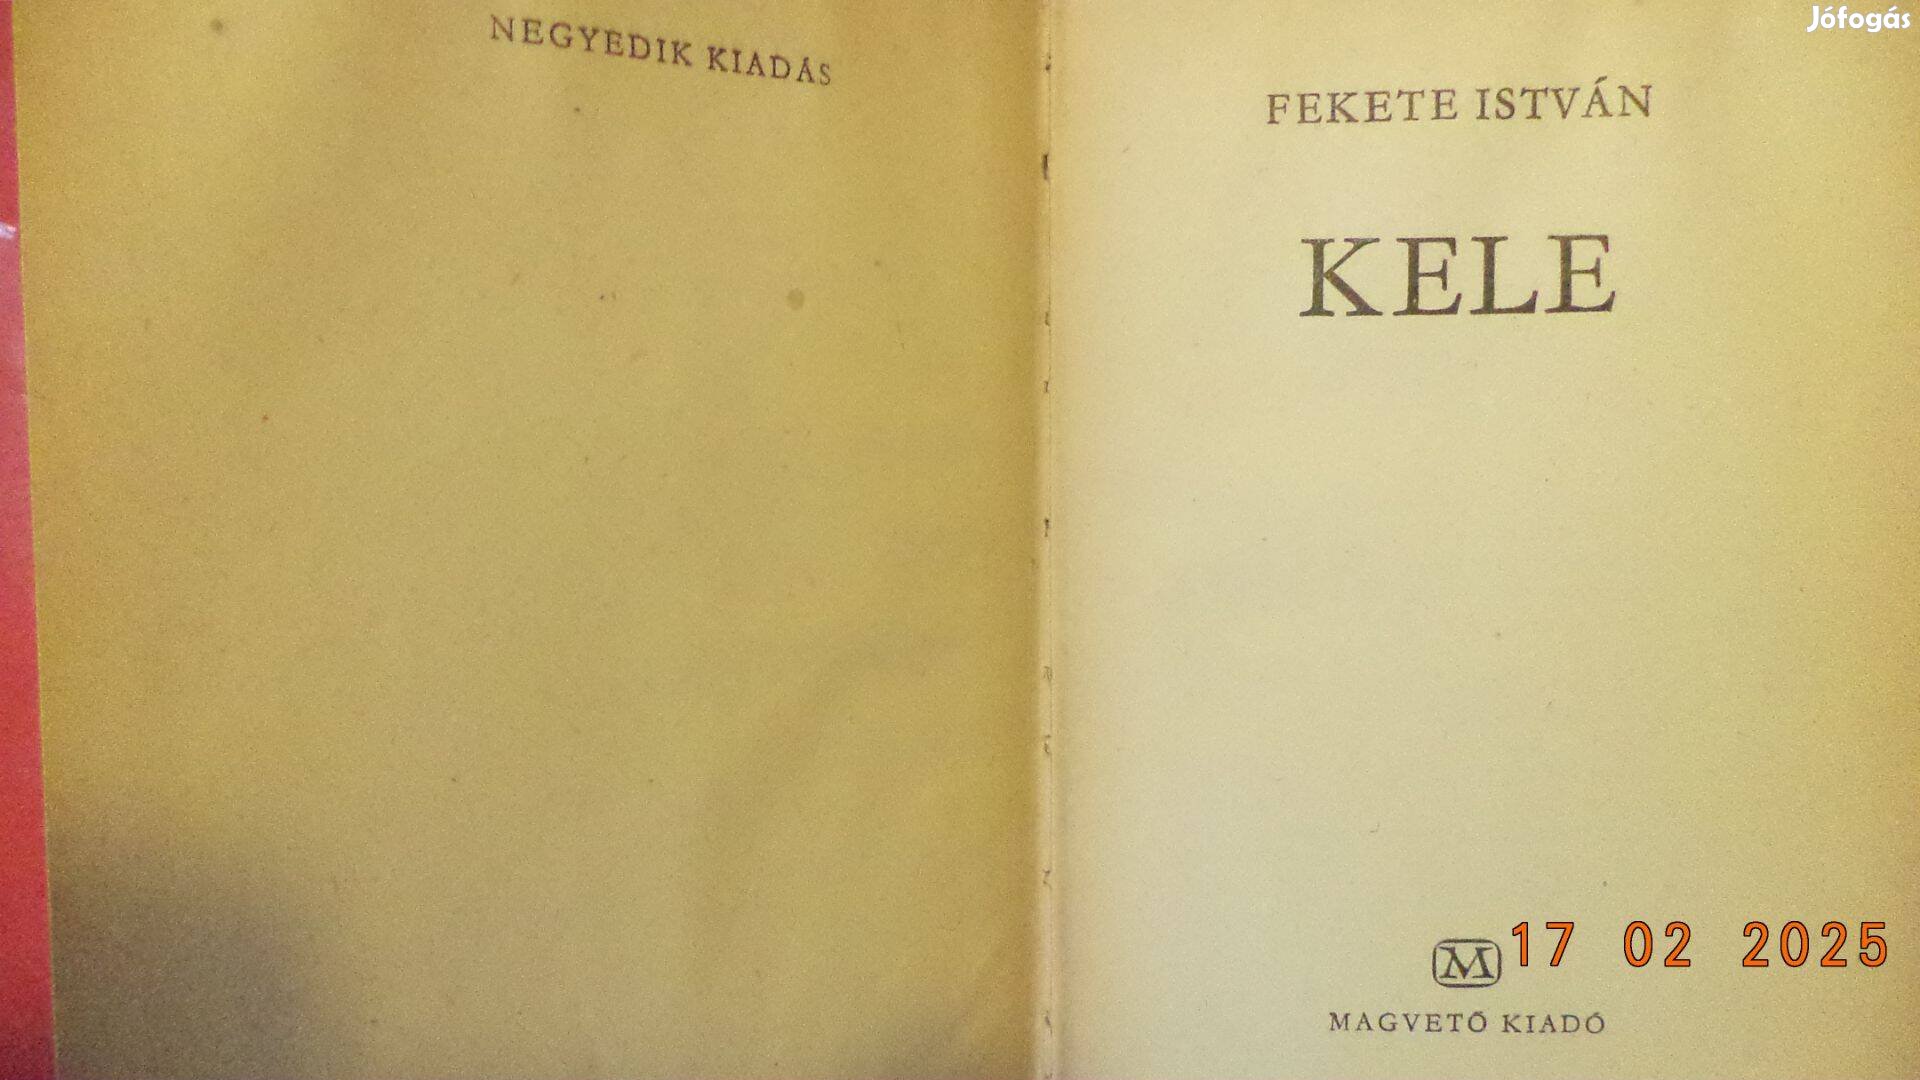 Jófogás
NEGYEDIK KIADÁS
FEKETE ISTVÁN
KELE
M
17 02 2025
MAGVETŐ KIADÓ